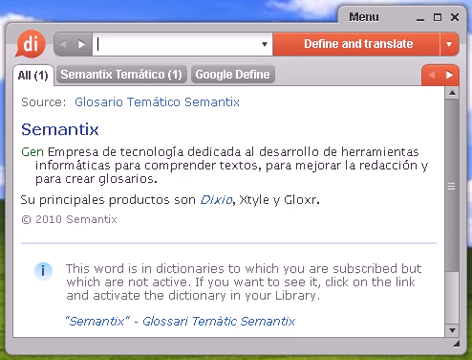 Menu
di
Define and translate
All (1)
Semantix Temático (1)
Google Define
Source: Glosario Temático Semantix
Semantix
Gen Empresa de tecnología dedicada al desarrollo de herramientas
informáticas para comprender textos, para mejorar la redacción y
para crear glosarios.
Su principales productos son Dixio, Xtyle y Gloxr.
© 2010 Semantix
i
This word is in dictionaries to which you are subscribed but
which are not active. If you want to see it, click on the link
and activate the dictionary in your Library.
"Semantix" - Glossari Temàtic Semantix